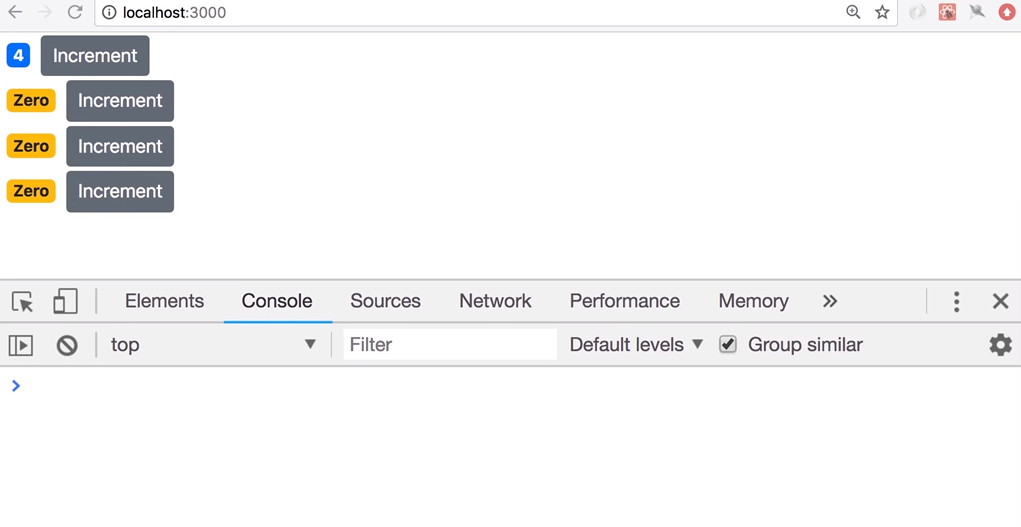 localhost:3000
4 Increment
Zero Increment
Zero Increment
Zero Increment
Elements Console Sources Network Performance Memory
top Filter Default levels Group similar